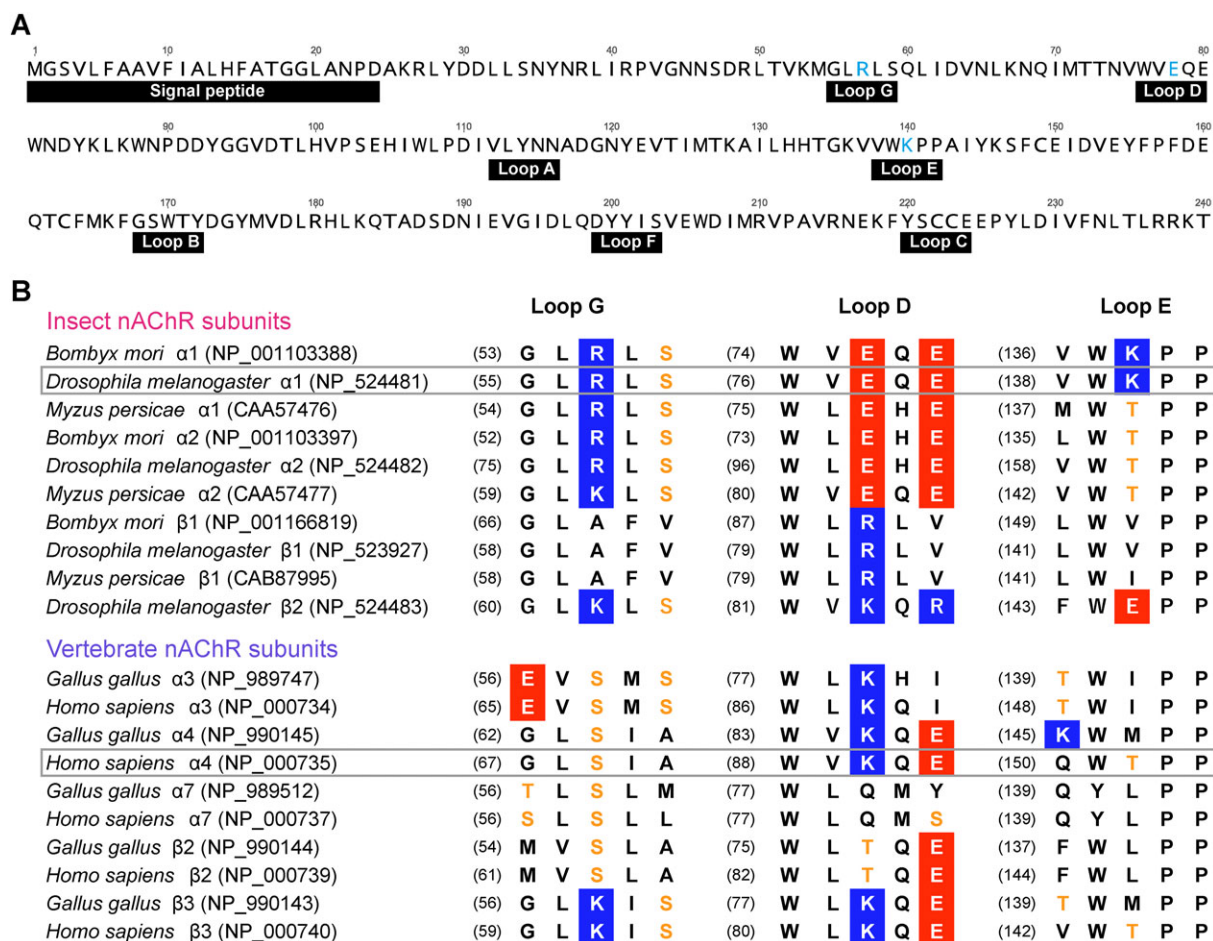 A
1 10 20 30 40 50 60 70 80
MGSVLFAAVFIALHFATGGLANPDAKRLYDDLLSNYNRLIRPVGNNSDRLTVKMGLRLSQLIDVNLKNQIMTTNVWVEQE
Signal peptide Loop G Loop D
90 100 110 120 130 140 150 160
WNDYKLKWNPDDYGGVDTLHVPSEHIWLPDIVLYNNADGNYEVTIMTKAILHHTGKVVWKPPAIYKSFCEIDVEYFPFDE
Loop A Loop E
170 180 190 200 210 220 230 240
QTCFMKFGSWTYDGYMVDLRHLKQTADSDNIEVGIDLQDYYISVEWDIMRVPAVRNEKFYSCCEEPYLDIVFNLTLRRKT
Loop B Loop F Loop C
B
Loop G Loop D Loop E
Insect nAChR subunits
Bombyx mori α1 (NP_001103388) (53) G L R L S (74) W V E Q E (136) V W K P P
Drosophila melanogaster α1 (NP_524481) (55) G L R L S (76) W V E Q E (138) V W K P P
Myzus persicae α1 (CAA57476) (54) G L R L S (75) W L E H E (137) M W T P P
Bombyx mori α2 (NP_001103397) (52) G L R L S (73) W L E H E (135) L W T P P
Drosophila melanogaster α2 (NP_524482) (75) G L R L S (96) W L E H E (158) V W T P P
Myzus persicae α2 (CAA57477) (59) G L K L S (80) W V E Q E (142) V W T P P
Bombyx mori β1 (NP_001166819) (66) G L A F V (87) W L R L V (149) L W V P P
Drosophila melanogaster β1 (NP_523927) (58) G L A F V (79) W L R L V (141) L W V P P
Myzus persicae β1 (CAB87995) (58) G L A F V (79) W L R L V (141) L W I P P
Drosophila melanogaster β2 (NP_524483) (60) G L K L S (81) W V K Q R (143) F W E P P
Vertebrate nAChR subunits
Gallus gallus α3 (NP_989747) (56) E V S M S (77) W L K H I (139) T W I P P
Homo sapiens α3 (NP_000734) (65) E V S M S (86) W L K Q I (148) T W I P P
Gallus gallus α4 (NP_990145) (62) G L S I A (83) W V K Q E (145) K W M P P
Homo sapiens α4 (NP_000735) (67) G L S I A (88) W V K Q E (150) Q W T P P
Gallus gallus α7 (NP_989512) (56) T L S L M (77) W L Q M Y (139) Q Y L P P
Homo sapiens α7 (NP_000737) (56) S L S L L (77) W L Q M S (139) Q Y L P P
Gallus gallus β2 (NP_990144) (54) M V S L A (75) W L T Q E (137) F W L P P
Homo sapiens β2 (NP_000739) (61) M V S L A (82) W L T Q E (144) F W L P P
Gallus gallus β3 (NP_990143) (56) G L K I S (77) W L K Q E (139) T W M P P
Homo sapiens β3 (NP_000740) (59) G L K I S (80) W L K Q E (142) V W T P P